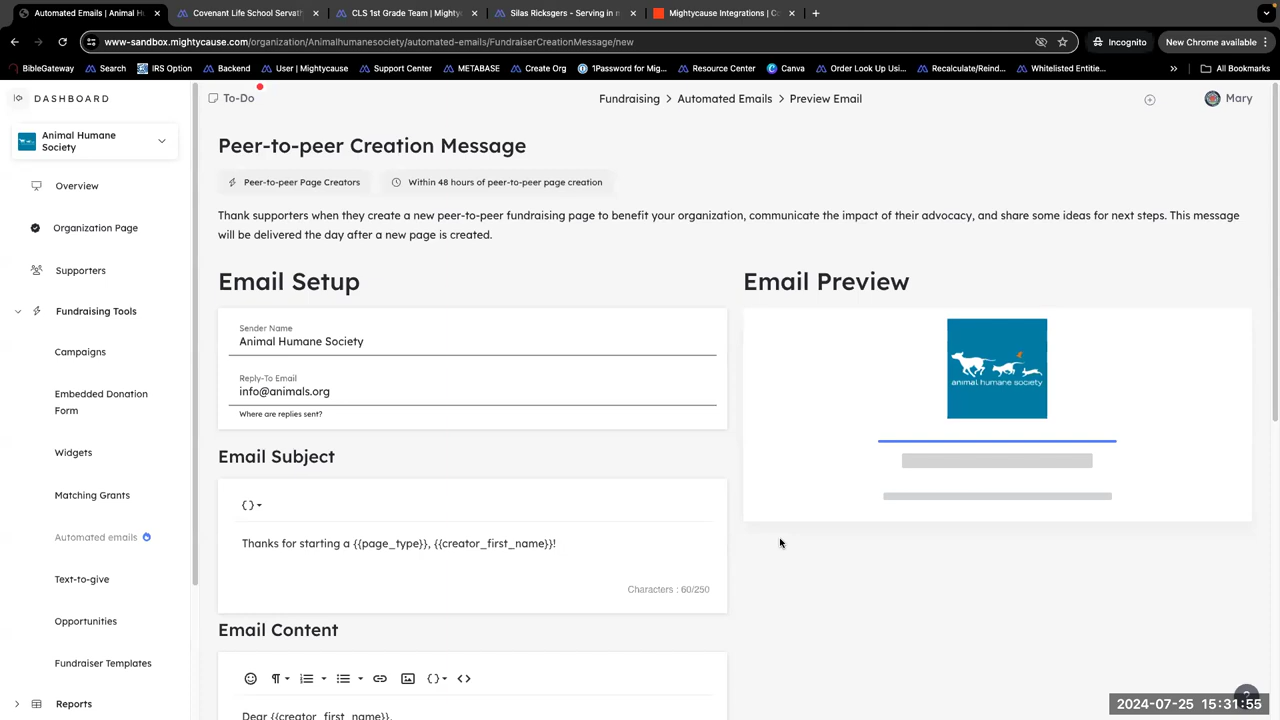 Animal Humanesociety | Automated Emails | H
Covenant Life School Servath
CLS 1st Grade Team | Mighty
Silas Ricksgers - Serving in n
Mightycause Integrations | C
www-sandbox.mightycause.com/organization/Animalhumanesociety/automated-emails/FundraiserCreationMessage/new
Incognito
New Chrome available
BibleGateway
Search
IRS Option
Backend
User | Mightycause
Support Center
METABASE
Create Org
1Password for Mig...
Resource Center
Canva
Order Look Up Usi...
Recalculate/Reind...
Whitelisted Entitie...
All Bookmarks
DASHBOARD
To-Do
Fundraising > Automated Emails > Preview Email
Mary
Animal Humane
Society
Overview
Organization Page
Supporters
Fundraising Tools
Campaigns
Embedded Donation
Form
Widgets
Matching Grants
Automated emails
Text-to-give
Opportunities
Fundraiser Templates
Reports
Peer-to-peer Creation Message
Peer-to-peer Page Creators
Within 48 hours of peer-to-peer page creation
Thank supporters when they create a new peer-to-peer fundraising page to benefit your organization, communicate the impact of their advocacy, and share some ideas for next steps. This message
will be delivered the day after a new page is created.
Email Setup
Sender Name
Animal Humane Society
Reply-To Email
info@animals.org
Where are replies sent?
Email Subject
{}
Thanks for starting a {{page_type}}, {{creator_first_name}}!
Characters : 60/250
Email Content
{}
Dear {{creator_first_name}},
Email Preview
animal humane society
?
2024-07-25 15:31:55